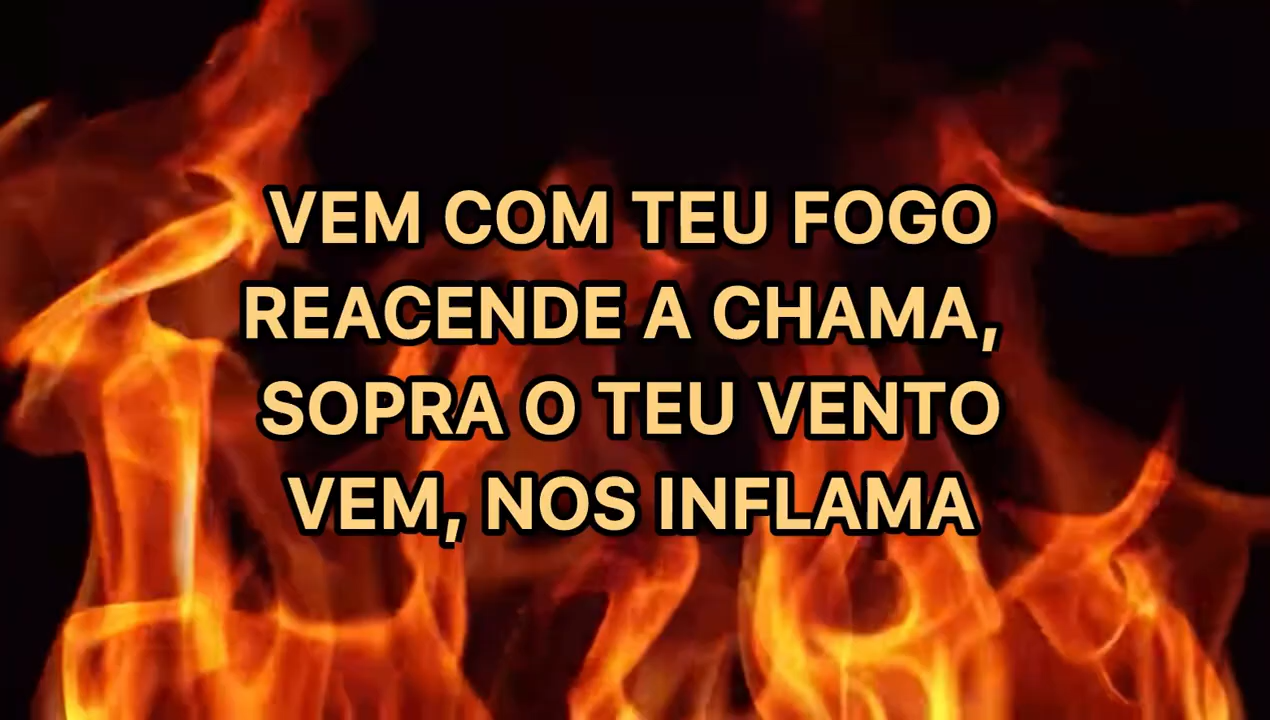 VEM COM TEU FOGO
REACENDE A CHAMA,
SOPRA O TEU VENTO
VEM, NOS INFLAMA